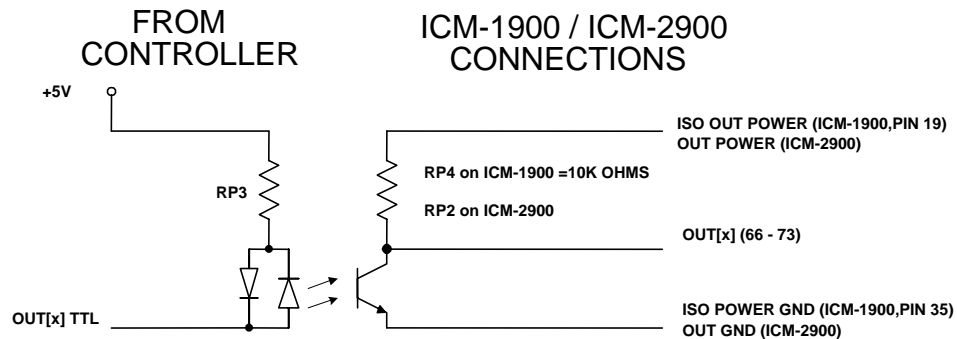 FROM
CONTROLLER
ICM-1900 / ICM-2900
CONNECTIONS
+5V
ISO OUT POWER (ICM-1900,PIN 19)
OUT POWER (ICM-2900)
RP3
RP4 on ICM-1900 =10K OHMS
RP2 on ICM-2900
OUT[x] (66 - 73)
OUT[x] TTL
ISO POWER GND (ICM-1900,PIN 35)
OUT GND (ICM-2900)